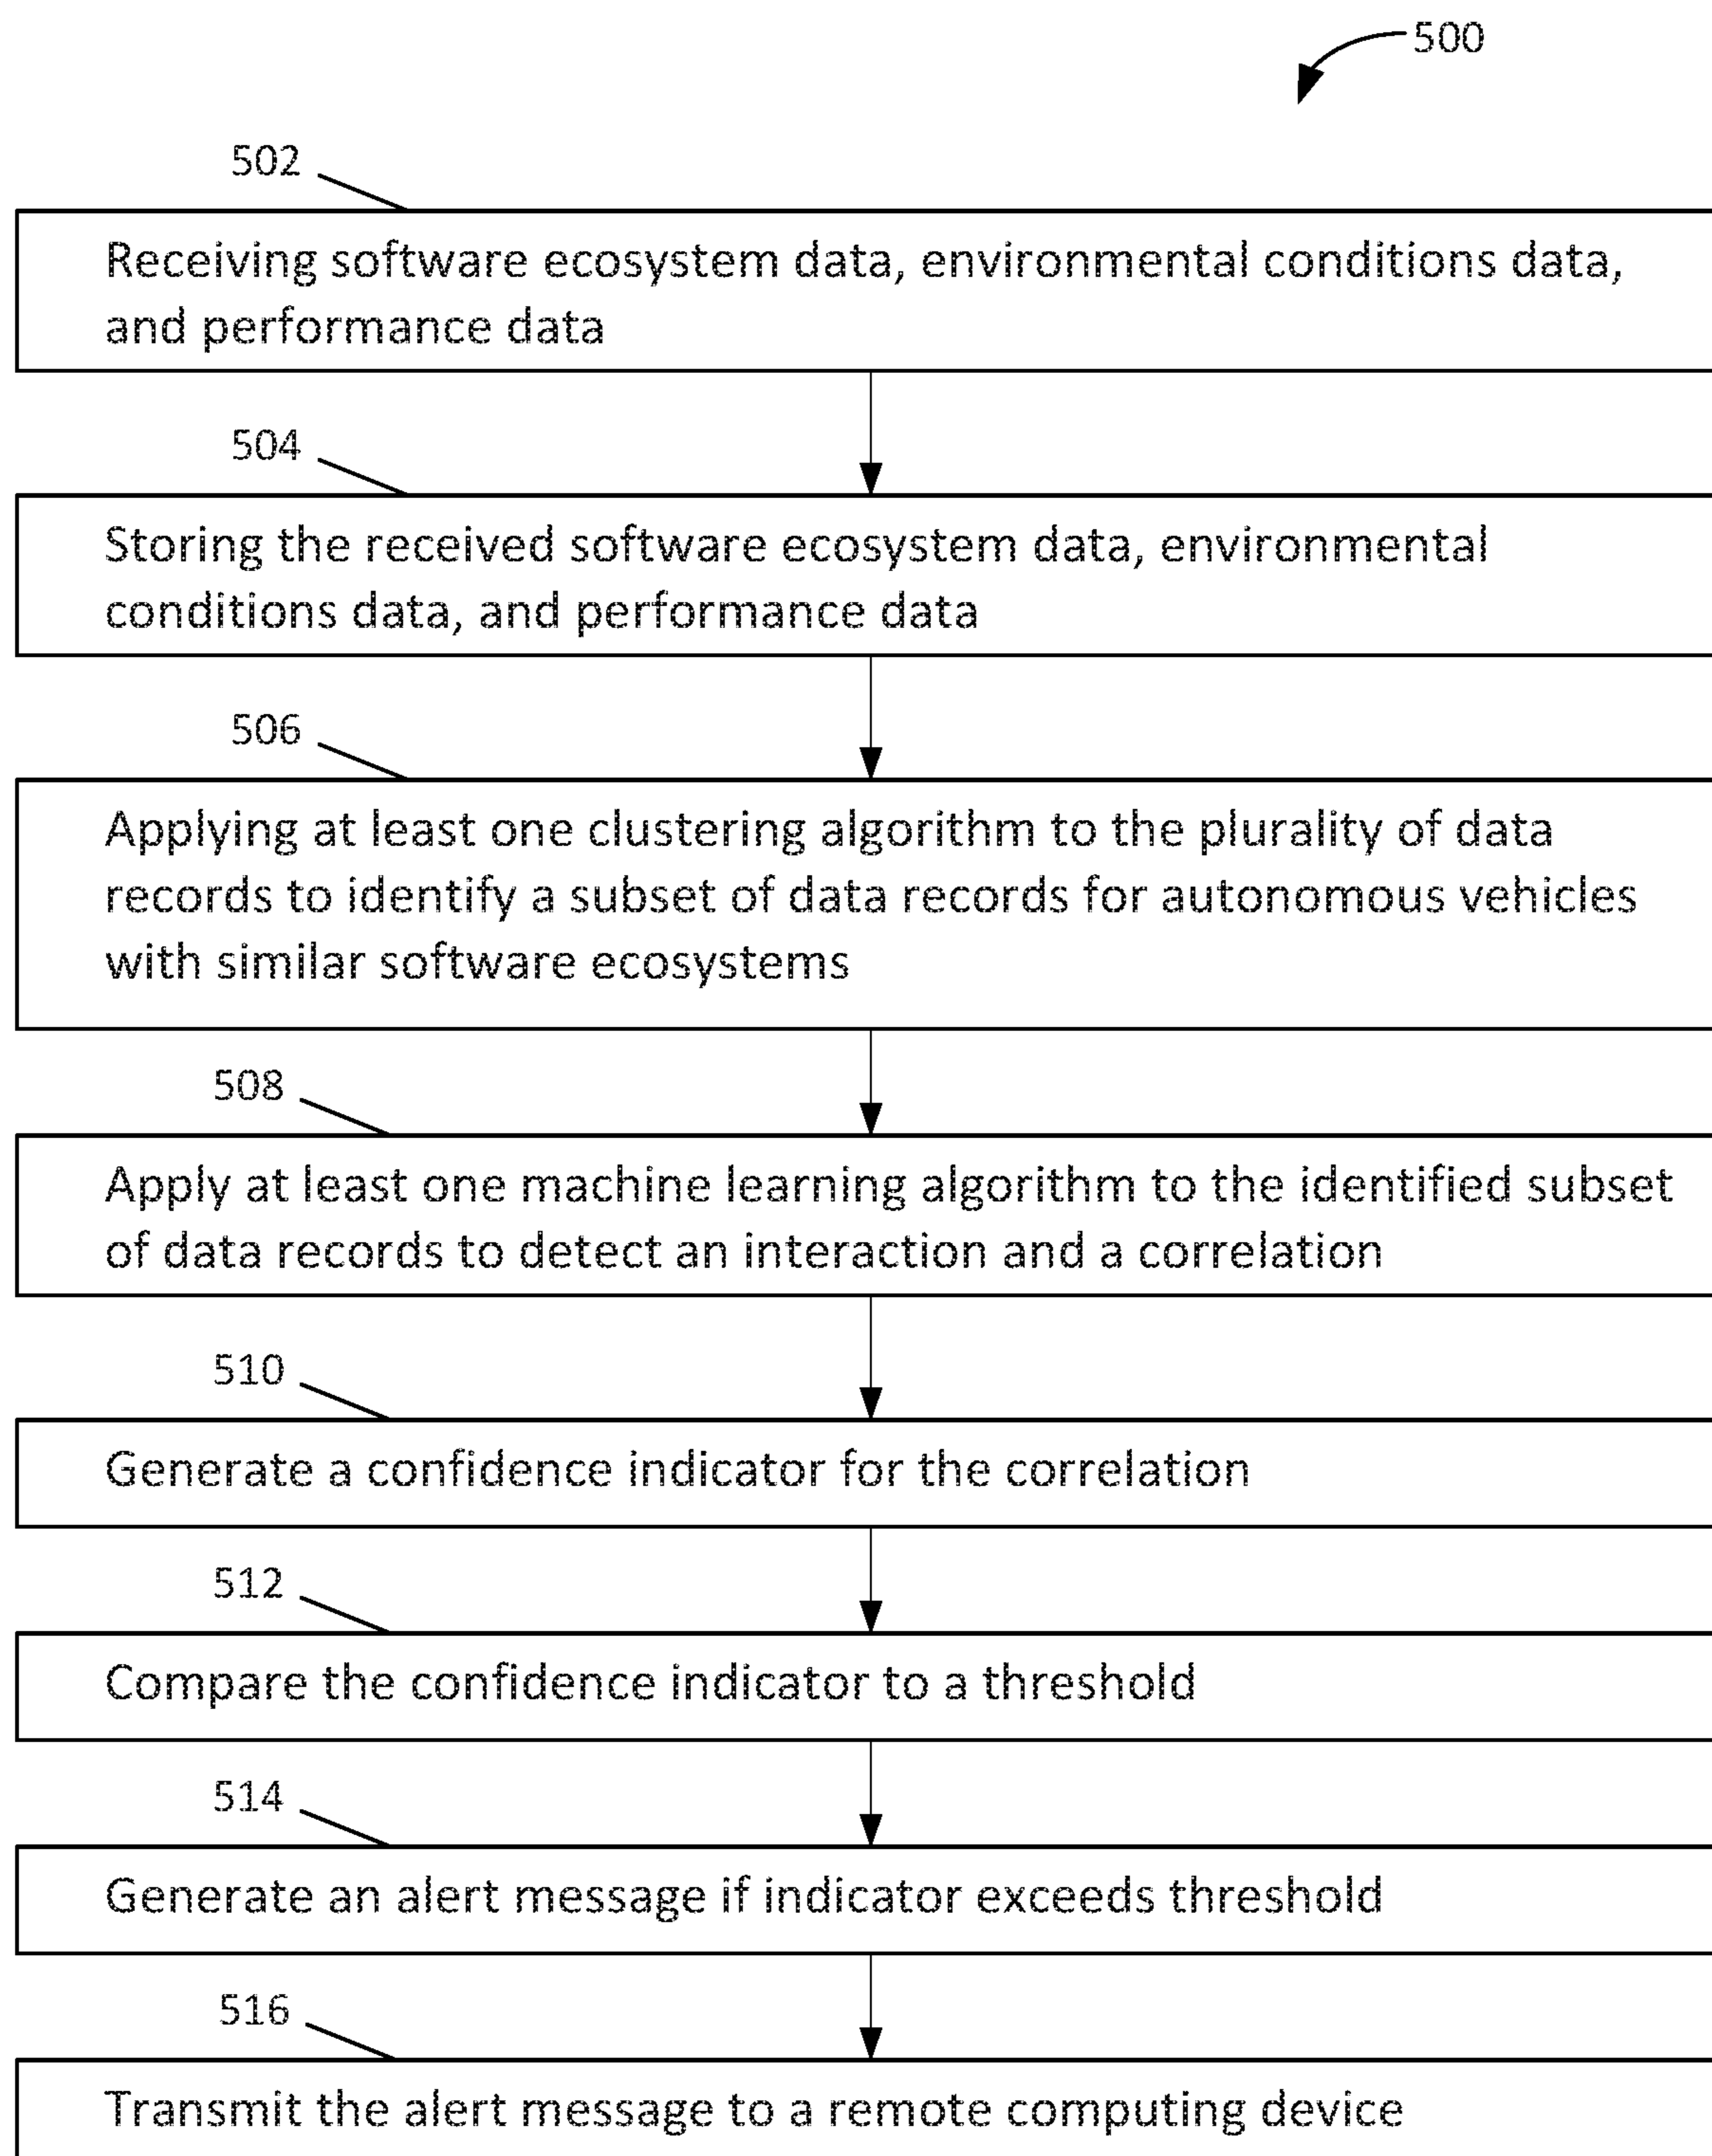 500
502
Receiving software ecosystem data, environmental conditions data,
and performance data
504
Storing the received software ecosystem data, environmental
conditions data, and performance data
506
Applying at least one clustering algorithm to the plurality of data
records to identify a subset of data records for autonomous vehicles
with similar software ecosystems
508
Apply at least one machine learning algorithm to the identified subset
of data records to detect an interaction and a correlation
510
Generate a confidence indicator for the correlation
512
Compare the confidence indicator to a threshold
514
Generate an alert message if indicator exceeds threshold
516
Transmit the alert message to a remote computing device